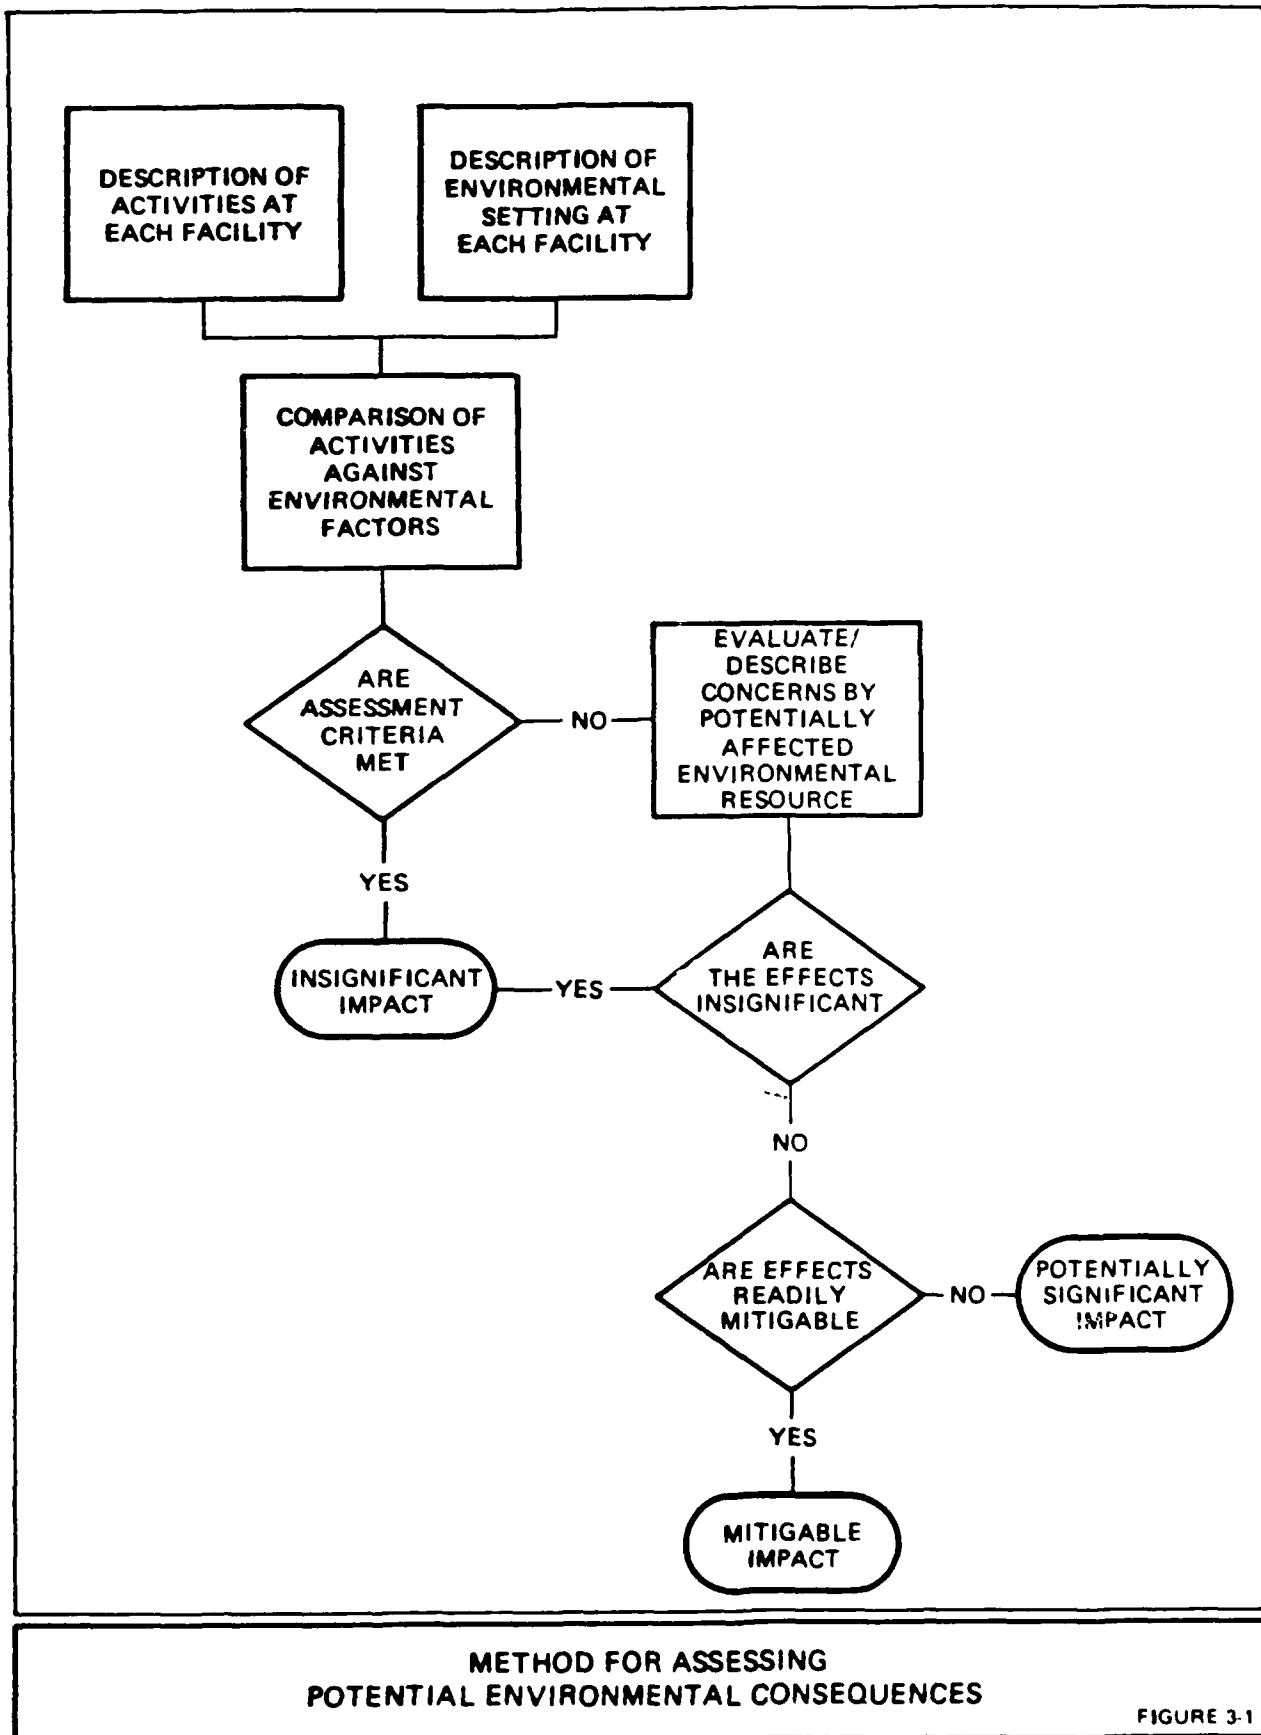 DESCRIPTION OF
ACTIVITIES AT
EACH FACILITY
DESCRIPTION OF
ENVIRONMENTAL
SETTING AT
EACH FACILITY
COMPARISON OF
ACTIVITIES
AGAINST
ENVIRONMENTAL
FACTORS
ARE
ASSESSMENT
CRITERIA
MET
NO
EVALUATE/
DESCRIBE
CONCERNS BY
POTENTIALLY
AFFECTED
ENVIRONMENTAL
RESOURCE
YES
INSIGNIFICANT
IMPACT
YES
ARE
THE EFFECTS
INSIGNIFICANT
NO
ARE EFFECTS
READILY
MITIGABLE
NO
POTENTIALLY
SIGNIFICANT
IMPACT
YES
MITIGABLE
IMPACT
METHOD FOR ASSESSING
POTENTIAL ENVIRONMENTAL CONSEQUENCES
FIGURE 3-1